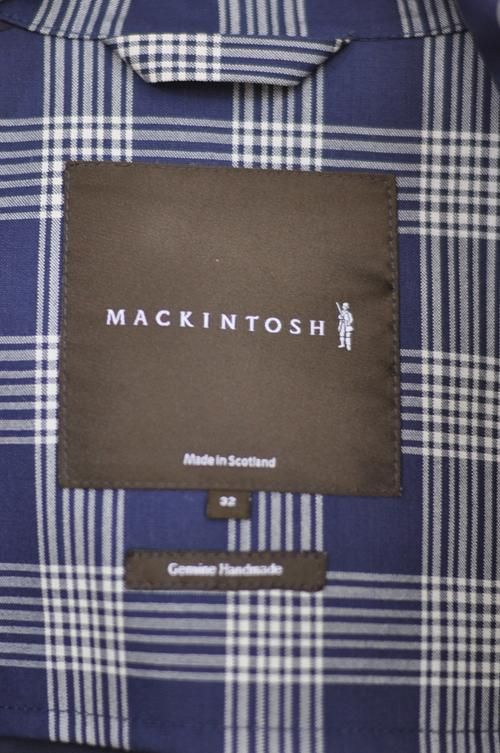 MACKINTOSH
Made in Scotland
32
Genuine Handmade